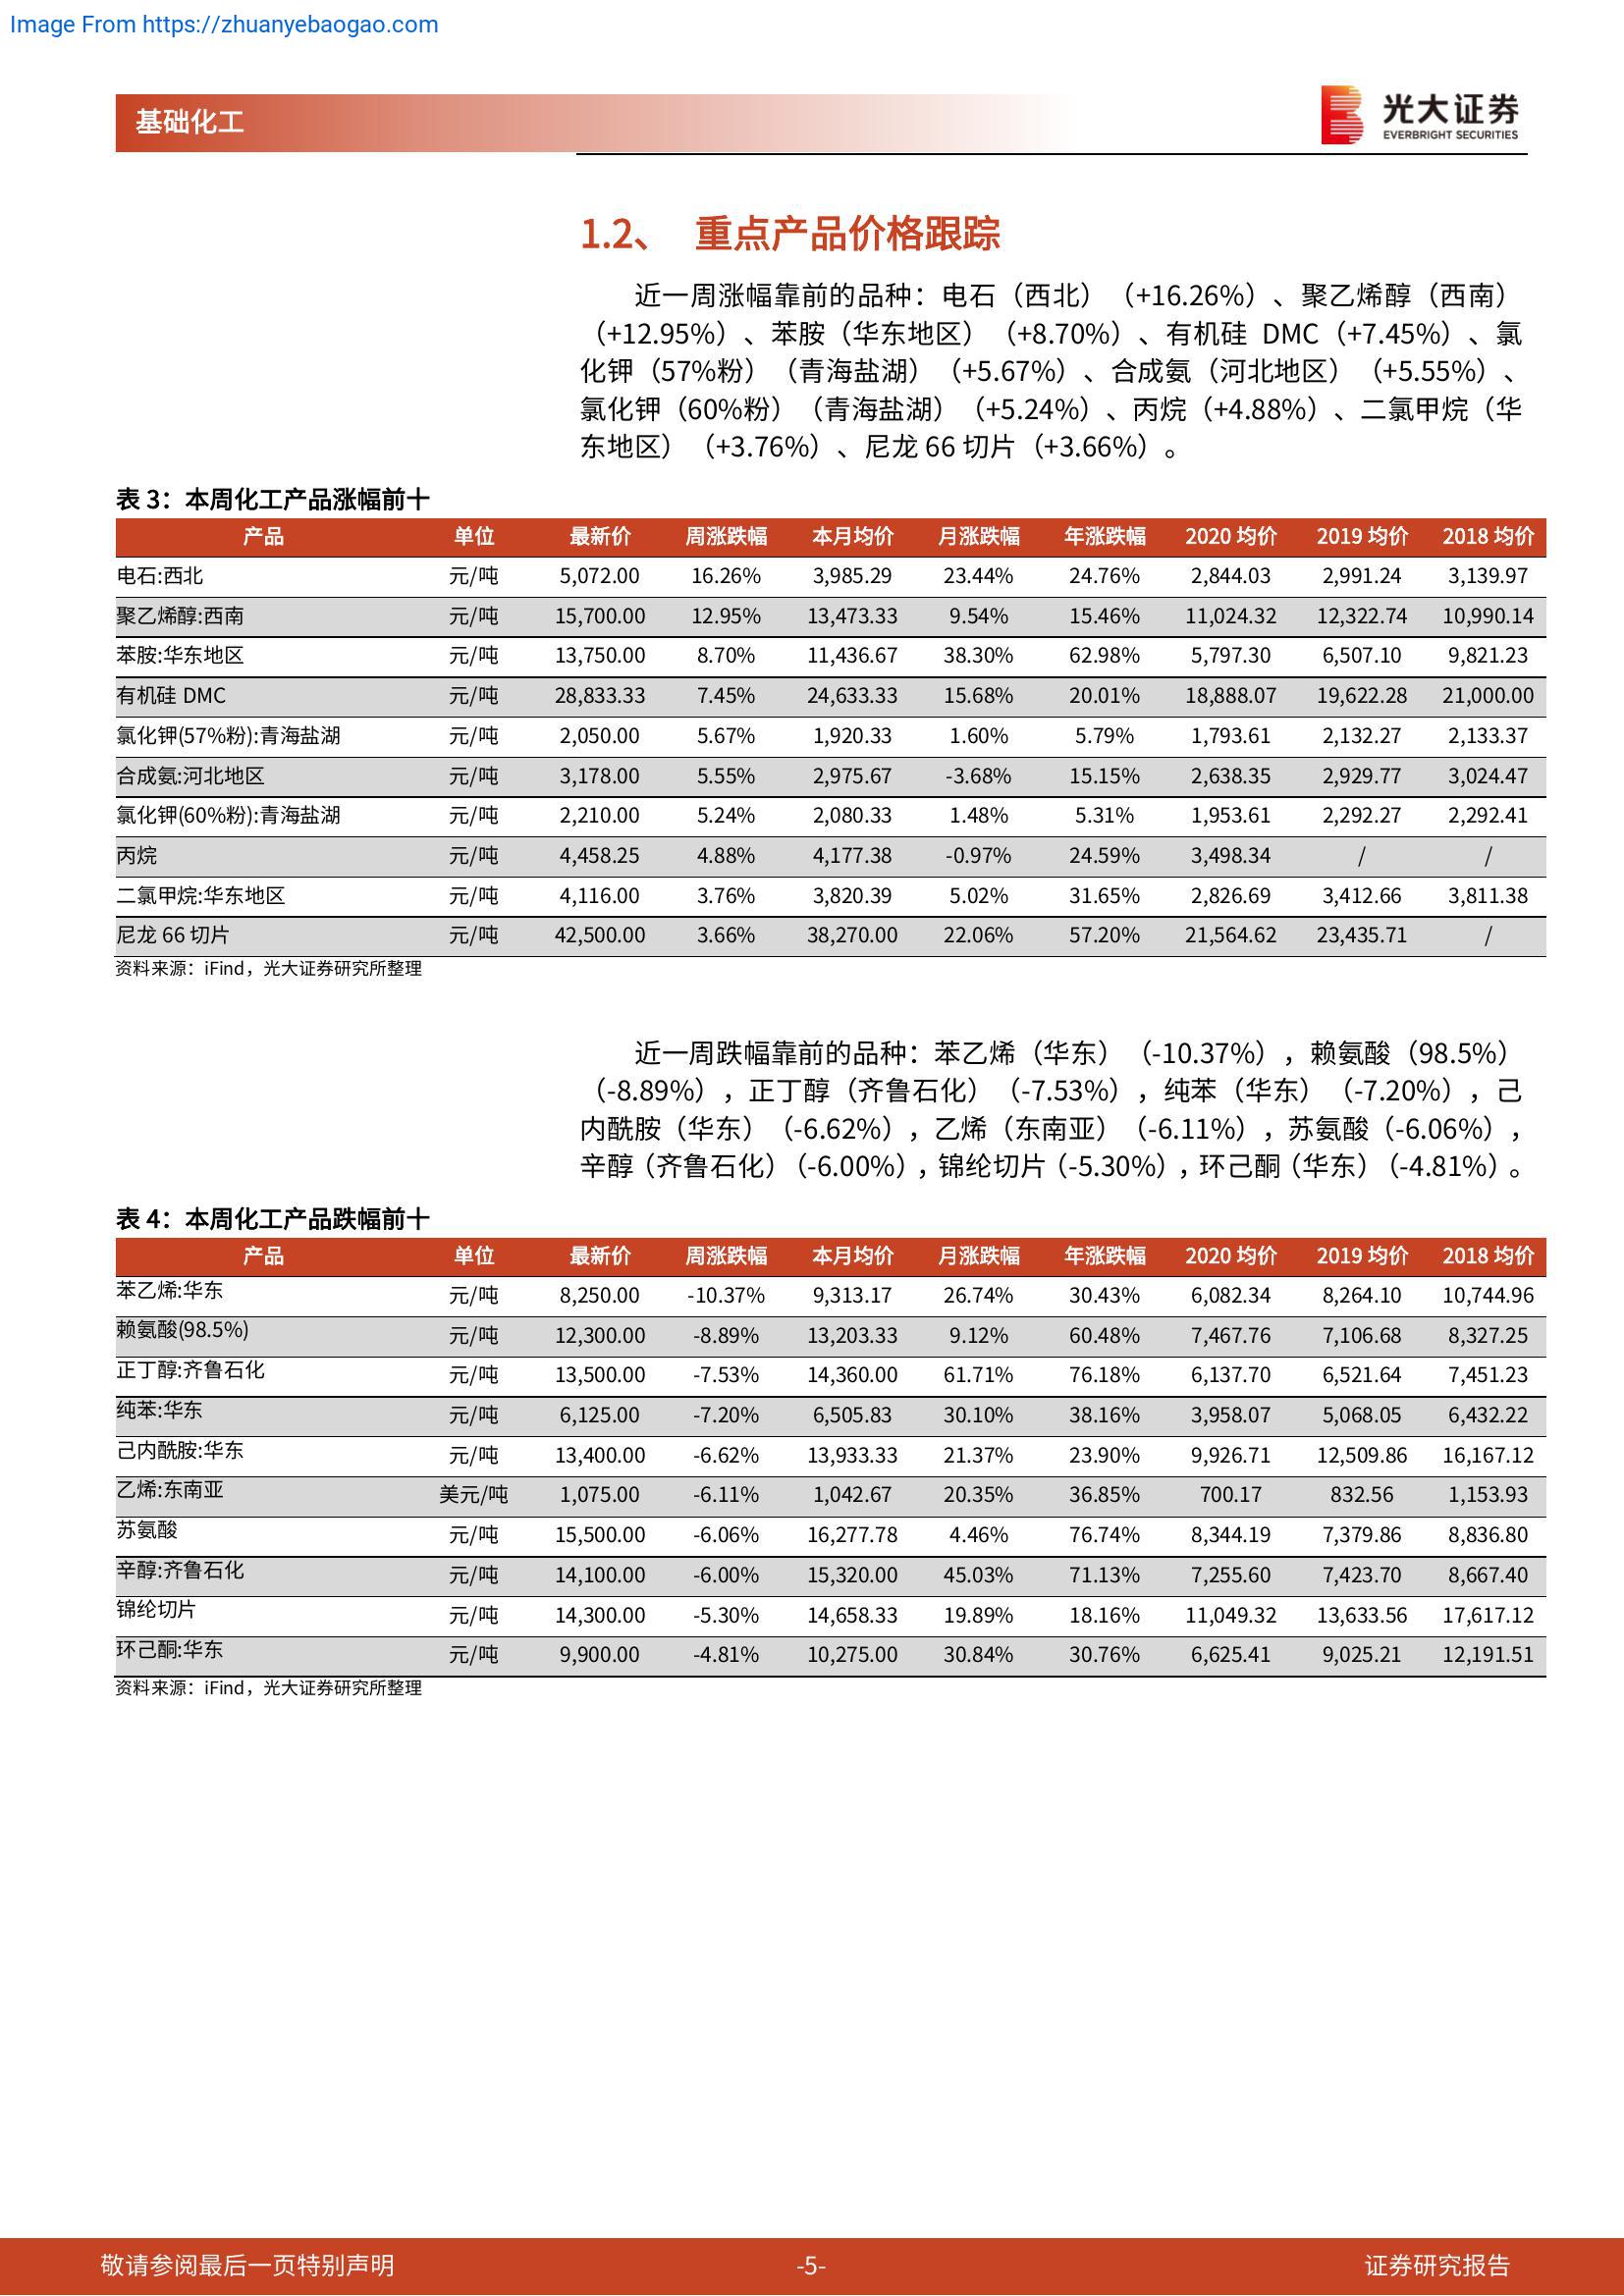 Image From https://zhuanyebaogao.com
基础化工
光大证券
EVERBRIGHT SECURITIES
1.2、 重点产品价格跟踪
近一周涨幅靠前的品种：电石（西北）（+16.26%）、聚乙烯醇（西南）
（+12.95%）、苯胺（华东地区）（+8.70%）、有机硅 DMC（+7.45%）、氯
化钾（57%粉）（青海盐湖）（+5.67%）、合成氨（河北地区）（+5.55%）、
氯化钾（60%粉）（青海盐湖）（+5.24%）、丙烷（+4.88%）、二氯甲烷（华
东地区）（+3.76%）、尼龙 66 切片（+3.66%）。
表 3：本周化工产品涨幅前十
产品 单位 最新价 周涨跌幅 本月均价 月涨跌幅 年涨跌幅 2020 均价 2019 均价 2018 均价
电石:西北 元/吨 5,072.00 16.26% 3,985.29 23.44% 24.76% 2,844.03 2,991.24 3,139.97
聚乙烯醇:西南 元/吨 15,700.00 12.95% 13,473.33 9.54% 15.46% 11,024.32 12,322.74 10,990.14
苯胺:华东地区 元/吨 13,750.00 8.70% 11,436.67 38.30% 62.98% 5,797.30 6,507.10 9,821.23
有机硅 DMC 元/吨 28,833.33 7.45% 24,633.33 15.68% 20.01% 18,888.07 19,622.28 21,000.00
氯化钾(57%粉):青海盐湖 元/吨 2,050.00 5.67% 1,920.33 1.60% 5.79% 1,793.61 2,132.27 2,133.37
合成氨:河北地区 元/吨 3,178.00 5.55% 2,975.67 -3.68% 15.15% 2,638.35 2,929.77 3,024.47
氯化钾(60%粉):青海盐湖 元/吨 2,210.00 5.24% 2,080.33 1.48% 5.31% 1,953.61 2,292.27 2,292.41
丙烷 元/吨 4,458.25 4.88% 4,177.38 -0.97% 24.59% 3,498.34 / /
二氯甲烷:华东地区 元/吨 4,116.00 3.76% 3,820.39 5.02% 31.65% 2,826.69 3,412.66 3,811.38
尼龙 66 切片 元/吨 42,500.00 3.66% 38,270.00 22.06% 57.20% 21,564.62 23,435.71 /
资料来源：iFind，光大证券研究所整理
近一周跌幅靠前的品种：苯乙烯（华东）（-10.37%），赖氨酸（98.5%）
（-8.89%），正丁醇（齐鲁石化）（-7.53%），纯苯（华东）（-7.20%），己
内酰胺（华东）（-6.62%），乙烯（东南亚）（-6.11%），苏氨酸（-6.06%），
辛醇（齐鲁石化）（-6.00%），锦纶切片（-5.30%），环己酮（华东）（-4.81%）。
表 4：本周化工产品跌幅前十
产品 单位 最新价 周涨跌幅 本月均价 月涨跌幅 年涨跌幅 2020 均价 2019 均价 2018 均价
苯乙烯:华东 元/吨 8,250.00 -10.37% 9,313.17 26.74% 30.43% 6,082.34 8,264.10 10,744.96
赖氨酸(98.5%) 元/吨 12,300.00 -8.89% 13,203.33 9.12% 60.48% 7,467.76 7,106.68 8,327.25
正丁醇:齐鲁石化 元/吨 13,500.00 -7.53% 14,360.00 61.71% 76.18% 6,137.70 6,521.64 7,451.23
纯苯:华东 元/吨 6,125.00 -7.20% 6,505.83 30.10% 38.16% 3,958.07 5,068.05 6,432.22
己内酰胺:华东 元/吨 13,400.00 -6.62% 13,933.33 21.37% 23.90% 9,926.71 12,509.86 16,167.12
乙烯:东南亚 美元/吨 1,075.00 -6.11% 1,042.67 20.35% 36.85% 700.17 832.56 1,153.93
苏氨酸 元/吨 15,500.00 -6.06% 16,277.78 4.46% 76.74% 8,344.19 7,379.86 8,836.80
辛醇:齐鲁石化 元/吨 14,100.00 -6.00% 15,320.00 45.03% 71.13% 7,255.60 7,423.70 8,667.40
锦纶切片 元/吨 14,300.00 -5.30% 14,658.33 19.89% 18.16% 11,049.32 13,633.56 17,617.12
环己酮:华东 元/吨 9,900.00 -4.81% 10,275.00 30.84% 30.76% 6,625.41 9,025.21 12,191.51
资料来源：iFind，光大证券研究所整理
敬请参阅最后一页特别声明 -5- 证券研究报告